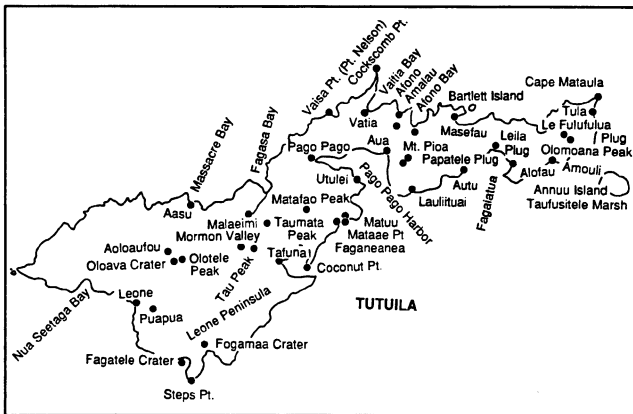 Vaisa Pt. (Pt. Nelson)
Cockscomb Pt.
Vaitia Bay
Afono
Amalau
Afono Bay
Bartlett Island
Cape Mataula
Tula
Le Fulufulua
Plug
Olomoana Peak
Massacre Bay
Fagasa Bay
Vatia
Masefau
Leila
Plug
Aua
Pago Pago
Mt. Pioa
Papatele Plug
Alofau
Amouli
Utulei
Pago Pago Harbor
Autu
Fagaiatua
Annuu Island
Taufusitele Marsh
Lauliituai
Aasu
Matafao Peak
Malaeimi
Taumata
Peak
Matuu
Mataae Pt
Faganeanea
Mormon Valley
Aoloaufou
Oloava Crater
Olotele
Peak
Tau Peak
Tafuna
Coconut Pt.
Nua Seetaga Bay
Leone
Puapua
Leone Peninsula
TUTUILA
Fogamaa Crater
Fagatele Crater
Steps Pt.